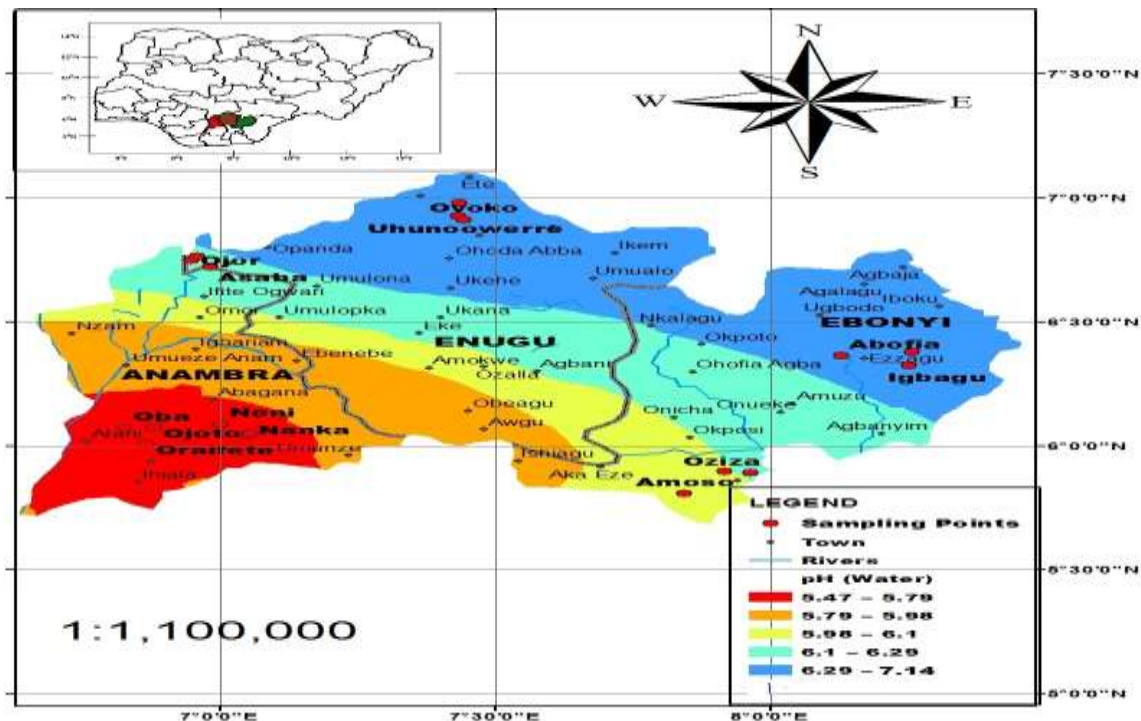 N
W E
S
7°30'0"N
7°0'0"N
6°30'0"N
6°0'0"N
5°30'0"N
5°0'0"N
Ete
Ovoko
Uhunoowerre
Opanda
Ohoda Abba
Ikem
Ojor
Asaba
Umulona
Ukehe
Umualo
Agbaja
Ifite Ogwari
Agalagu
Iboku
Ugbodo
Omor
Umulopka
Ukana
Nkalagu
EBONYI
Nzam
Eke
ENUGU
Okpoto
Abofia
Igbariam
Umueze Anam
Ebenebe
Amokwe
Agbani
Ozalla
Ohofia Agba
Ezzagu
Igbagu
ANAMBRA
Abagana
Obeagu
Onicha
Onueke
Amuzu
Oba
Noni
Awgu
Okposi
Agbanyim
Ojoto
Nanka
Umunze
Ishiagu
Aka Eze
Oziza
Amoso
Ihiala
LEGEND
Sampling Points
Town
Rivers
pH (Water)
5.47 – 5.79
5.79 – 5.98
5.98 – 6.1
6.1 – 6.29
6.29 – 7.14
1:1,100,000
7°0'0"E
7°30'0"E
8°0'0"E